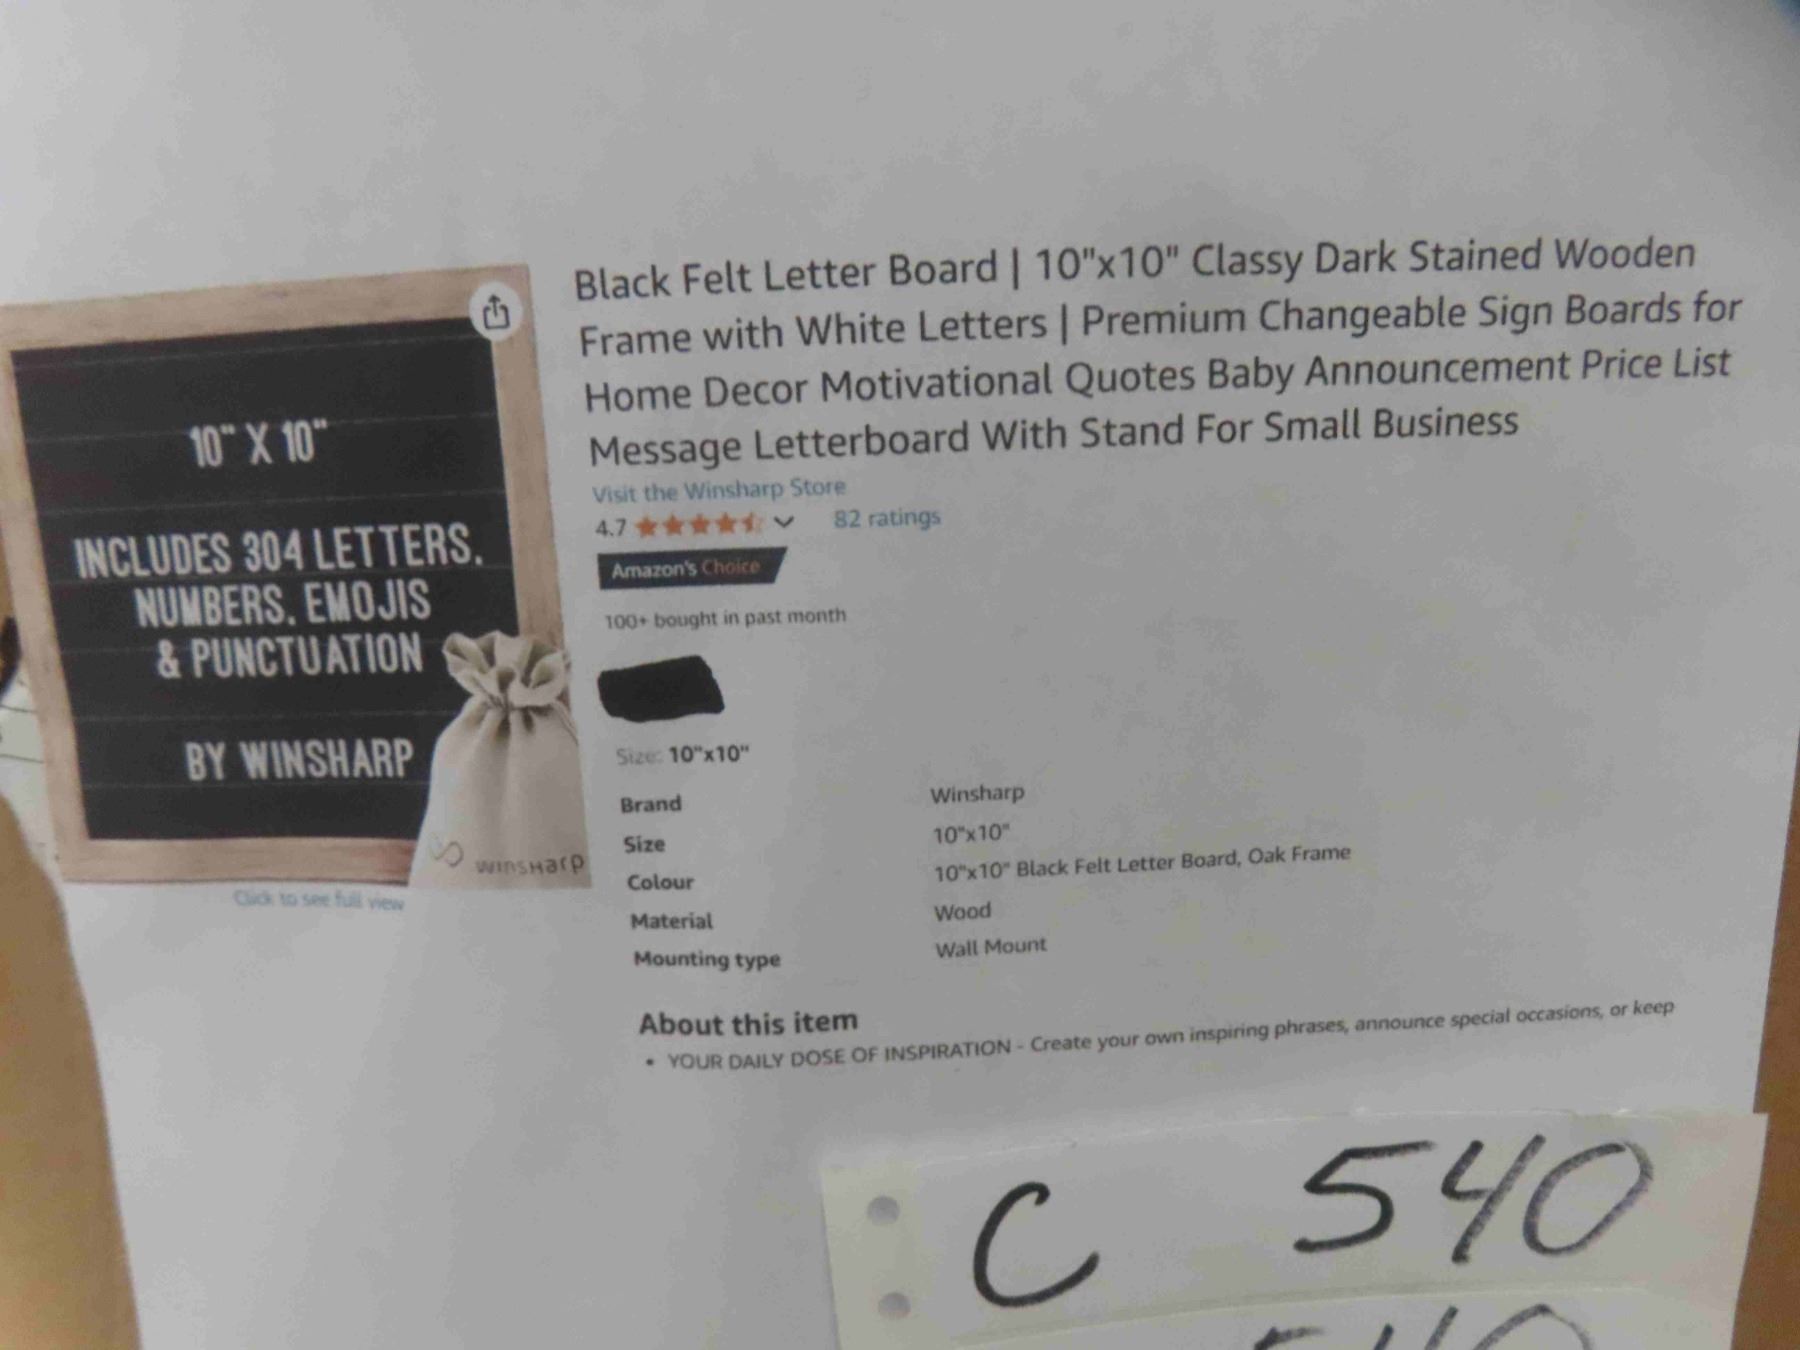 10" X 10"
INCLUDES 304 LETTERS,
NUMBERS, EMOJIS
& PUNCTUATION
BY WINSHARP
winsharp
Click to see full view
Black Felt Letter Board | 10"x10" Classy Dark Stained Wooden
Frame with White Letters | Premium Changeable Sign Boards for
Home Decor Motivational Quotes Baby Announcement Price List
Message Letterboard With Stand For Small Business
Visit the Winsharp Store
4.7 82 ratings
Amazon's Choice
100+ bought in past month
Size: 10"x10"
Brand Winsharp
Size 10"x10"
Colour 10"x10" Black Felt Letter Board, Oak Frame
Material Wood
Mounting type Wall Mount
About this item
• YOUR DAILY DOSE OF INSPIRATION - Create your own inspiring phrases, announce special occasions, or keep
C 540